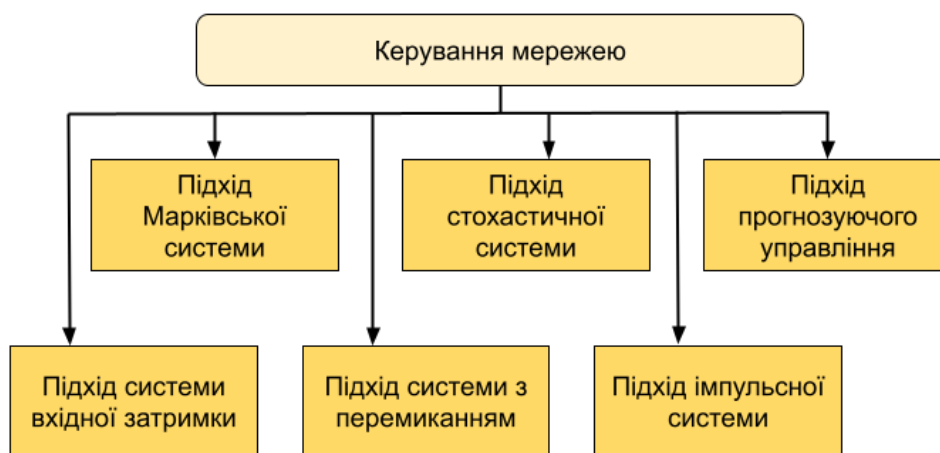 Керування мережею
Підхід
Марківської
системи
Підхід
стохастичної
системи
Підхід
прогнозуючого
управління
Підхід системи
вхідної затримки
Підхід системи з
перемиканням
Підхід імпульсної
системи